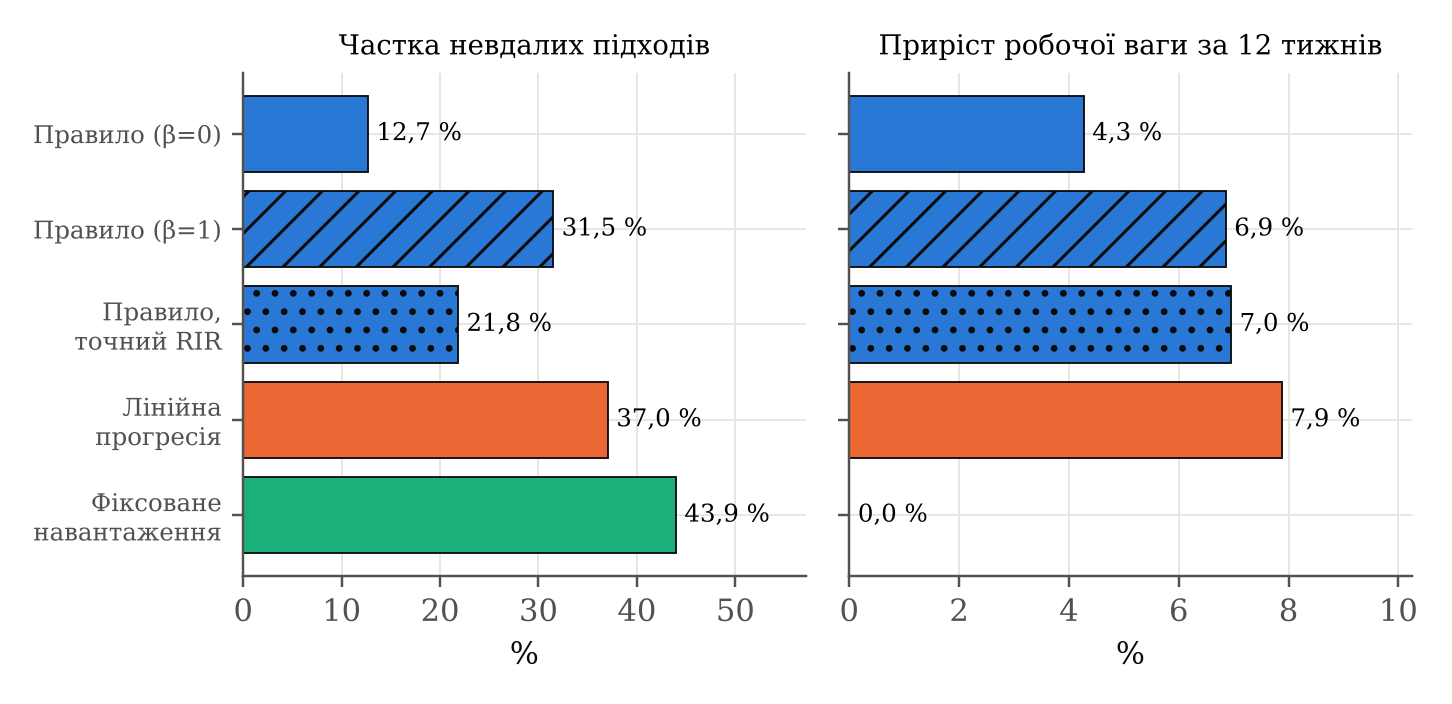 Частка невдалих підходів
Правило (β=0)
12,7 %
Правило (β=1)
31,5 %
Правило,
точний RIR
21,8 %
Лінійна
прогресія
37,0 %
Фіксоване
навантаження
43,9 %
0 10 20 30 40 50
%
Приріст робочої ваги за 12 тижнів
4,3 %
6,9 %
7,0 %
7,9 %
0,0 %
0 2 4 6 8 10
%